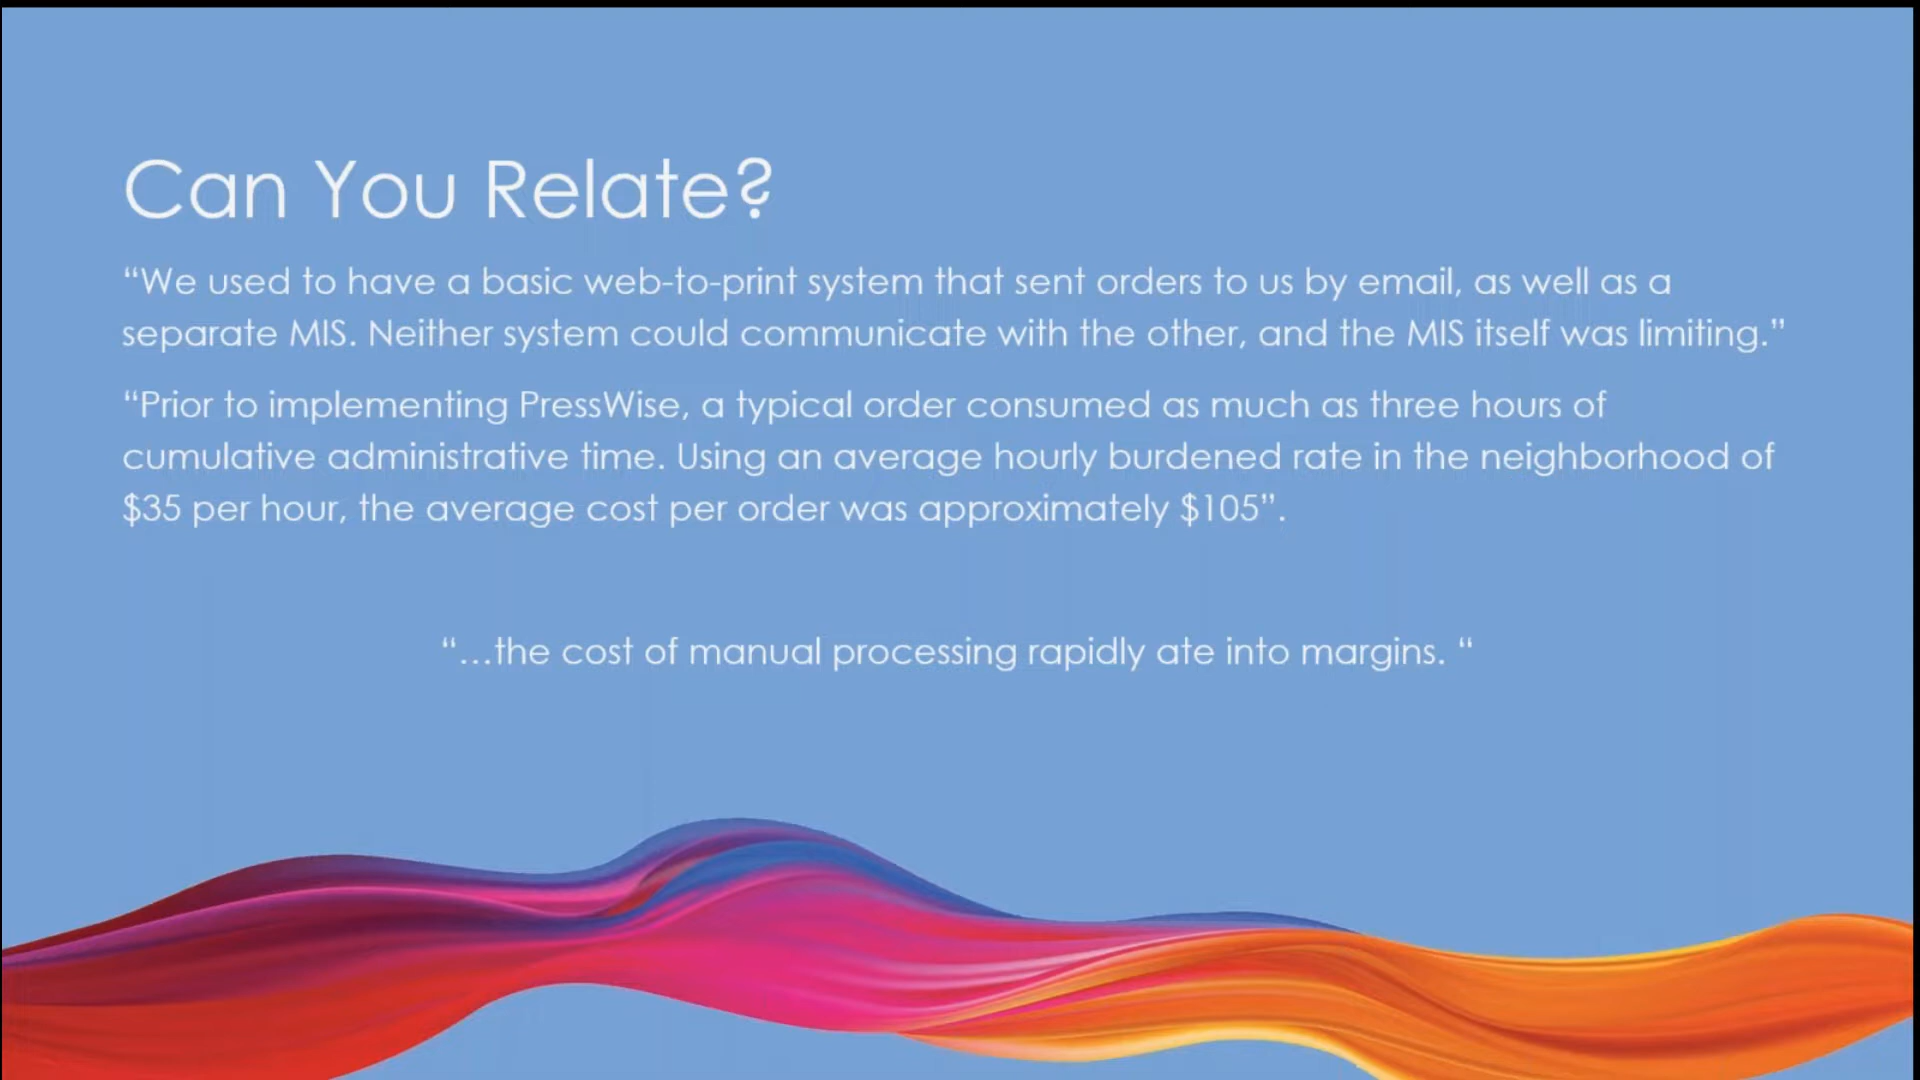 Can You Relate?
“We used to have a basic web-to-print system that sent orders to us by email, as well as a
separate MIS. Neither system could communicate with the other, and the MIS itself was limiting.”
“Prior to implementing PressWise, a typical order consumed as much as three hours of
cumulative administrative time. Using an average hourly burdened rate in the neighborhood of
$35 per hour, the average cost per order was approximately $105”.
“…the cost of manual processing rapidly ate into margins. “